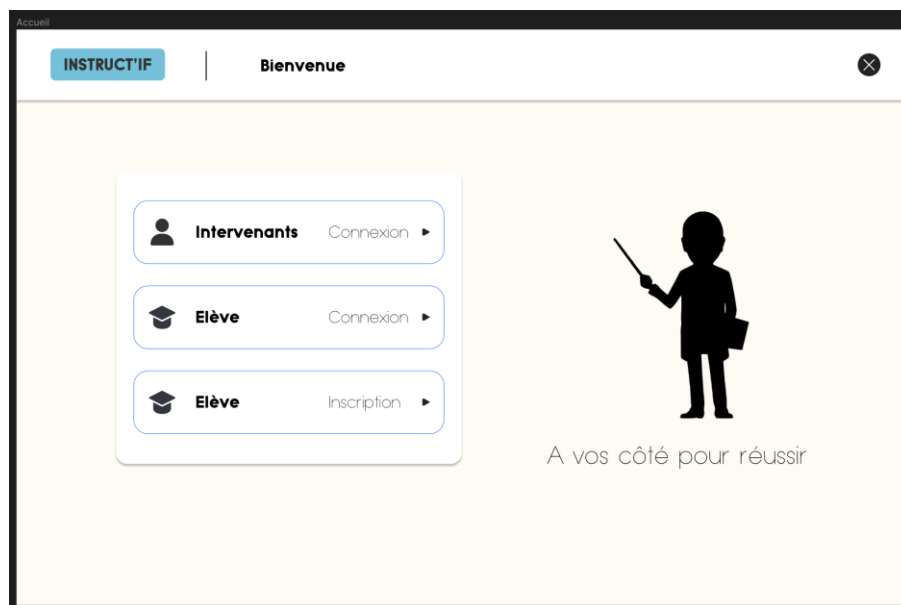 Accueil
INSTRUCT'IF
Bienvenue
Intervenants Connexion
Elève Connexion
Elève Inscription
A vos côté pour réussir